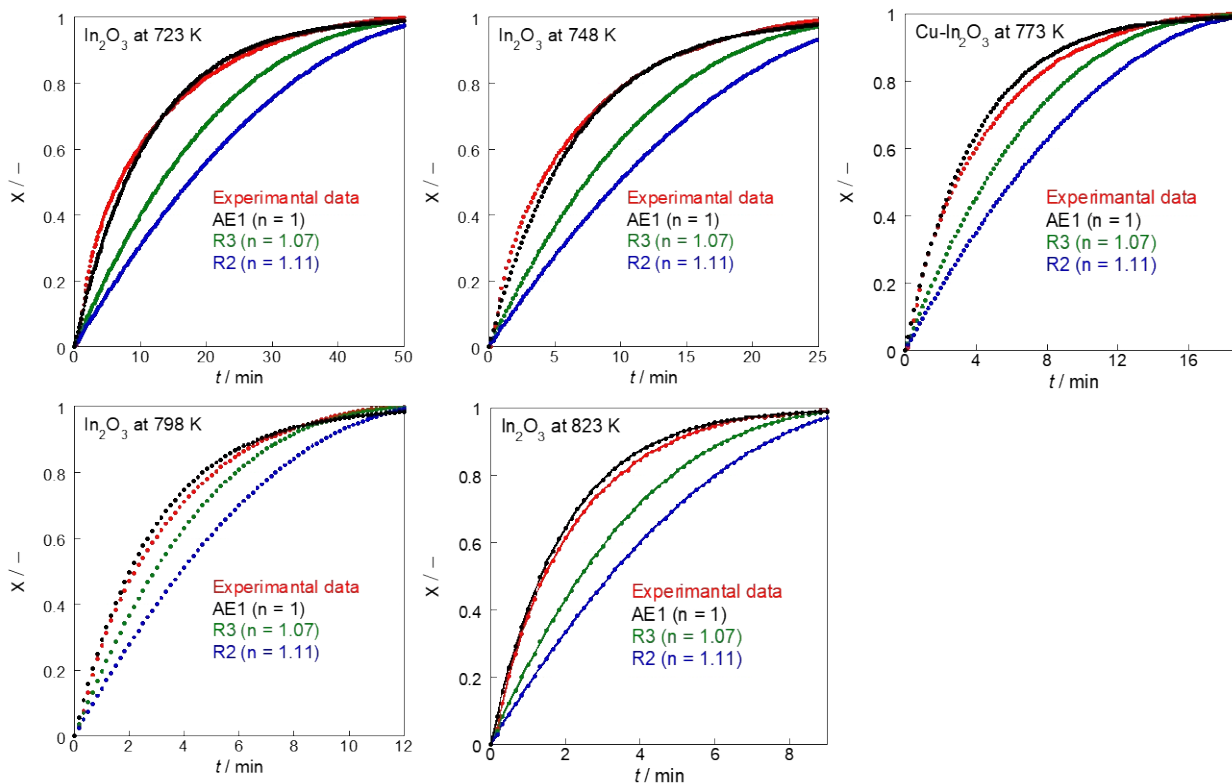 In2O3 at 723 K
1
0.8
0.6
0.4
0.2
0
X / −
Experimantal data
AE1 (n = 1)
R3 (n = 1.07)
R2 (n = 1.11)
0 10 20 30 40 50
t / min
In2O3 at 748 K
1
0.8
0.6
0.4
0.2
0
X / −
Experimantal data
AE1 (n = 1)
R3 (n = 1.07)
R2 (n = 1.11)
0 5 10 15 20 25
t / min
Cu-In2O3 at 773 K
1
0.8
0.6
0.4
0.2
0
X / −
Experimantal data
AE1 (n = 1)
R3 (n = 1.07)
R2 (n = 1.11)
0 4 8 12 16
t / min
In2O3 at 798 K
1
0.8
0.6
0.4
0.2
0
X / −
Experimantal data
AE1 (n = 1)
R3 (n = 1.07)
R2 (n = 1.11)
0 2 4 6 8 10 12
t / min
In2O3 at 823 K
1
0.8
0.6
0.4
0.2
0
X / −
Experimantal data
AE1 (n = 1)
R3 (n = 1.07)
R2 (n = 1.11)
0 2 4 6 8
t / min